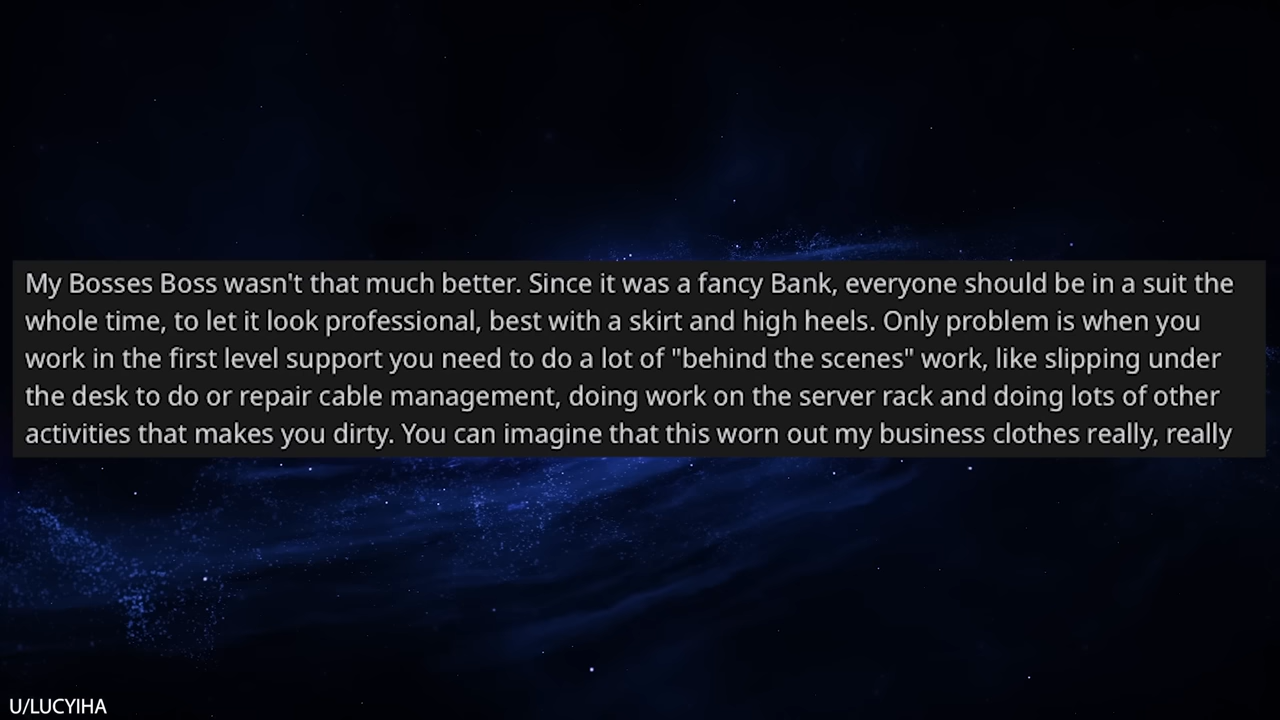 My Bosses Boss wasn't that much better. Since it was a fancy Bank, everyone should be in a suit the
whole time, to let it look professional, best with a skirt and high heels. Only problem is when you
work in the first level support you need to do a lot of "behind the scenes" work, like slipping under
the desk to do or repair cable management, doing work on the server rack and doing lots of other
activities that makes you dirty. You can imagine that this worn out my business clothes really, really
U/LUCYIHA